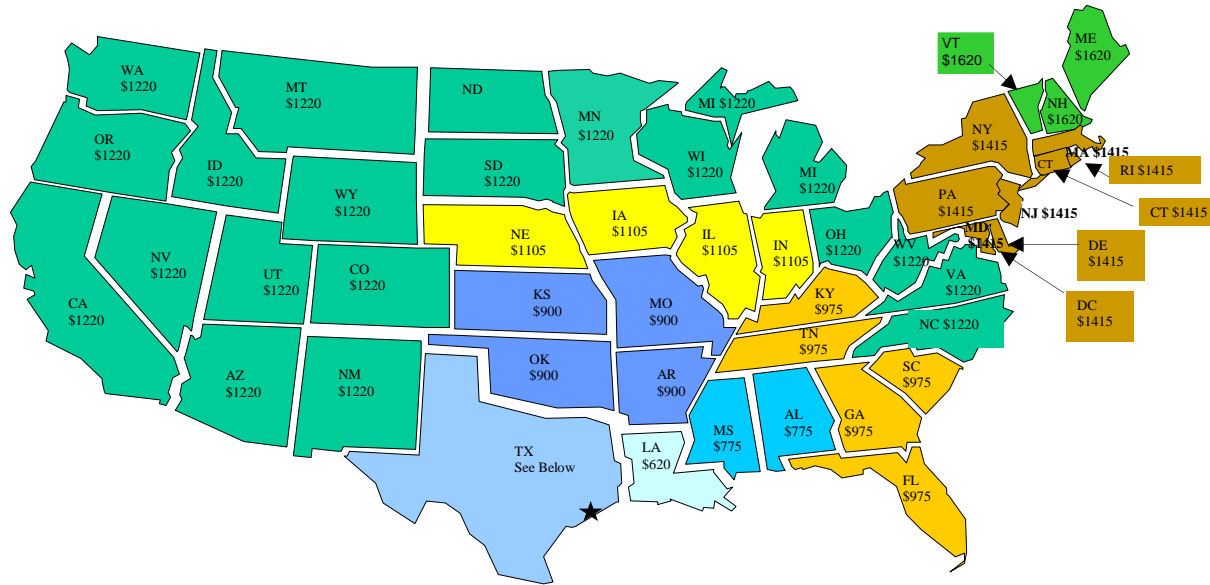 VT
$1620
ME
$1620
WA
$1220
MT
$1220
ND
MN
$1220
MI $1220
NH
$1620
OR
$1220
ID
$1220
SD
$1220
WI
$1220
MI
$1220
NY
$1415
MA $1415
CT
RI $1415
WY
$1220
CT $1415
PA
$1415
NJ $1415
NE
$1105
IA
$1105
IL
$1105
IN
$1105
OH
$1220
WV
$1220
MD
$1415
DE
$1415
NV
$1220
UT
$1220
CO
$1220
VA
$1220
DC
$1415
CA
$1220
KS
$900
MO
$900
KY
$975
NC $1220
TN
$975
AZ
$1220
NM
$1220
OK
$900
AR
$900
SC
$975
MS
$775
AL
$775
GA
$975
TX
See Below
LA
$620
FL
$975